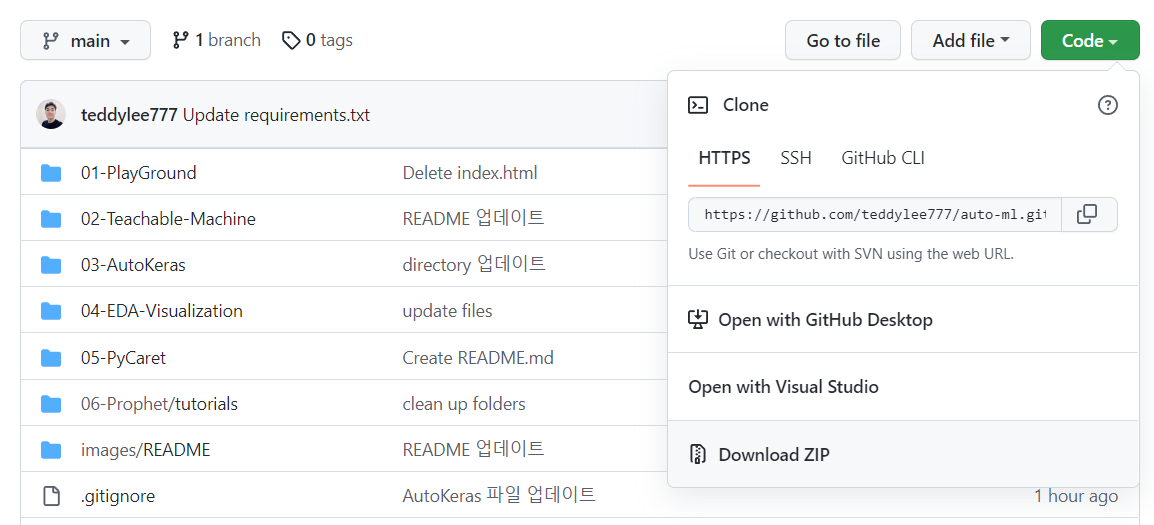 main 1 branch 0 tags Go to file Add file Code
teddylee777 Update requirements.txt
Clone
HTTPS SSH GitHub CLI
https://github.com/teddylee777/auto-ml.git
Use Git or checkout with SVN using the web URL.
Open with GitHub Desktop
Open with Visual Studio
Download ZIP
01-PlayGround Delete index.html
02-Teachable-Machine README 업데이트
03-AutoKeras directory 업데이트
04-EDA-Visualization update files
05-PyCaret Create README.md
06-Prophet/tutorials clean up folders
images/README README 업데이트
.gitignore AutoKeras 파일 업데이트 1 hour ago